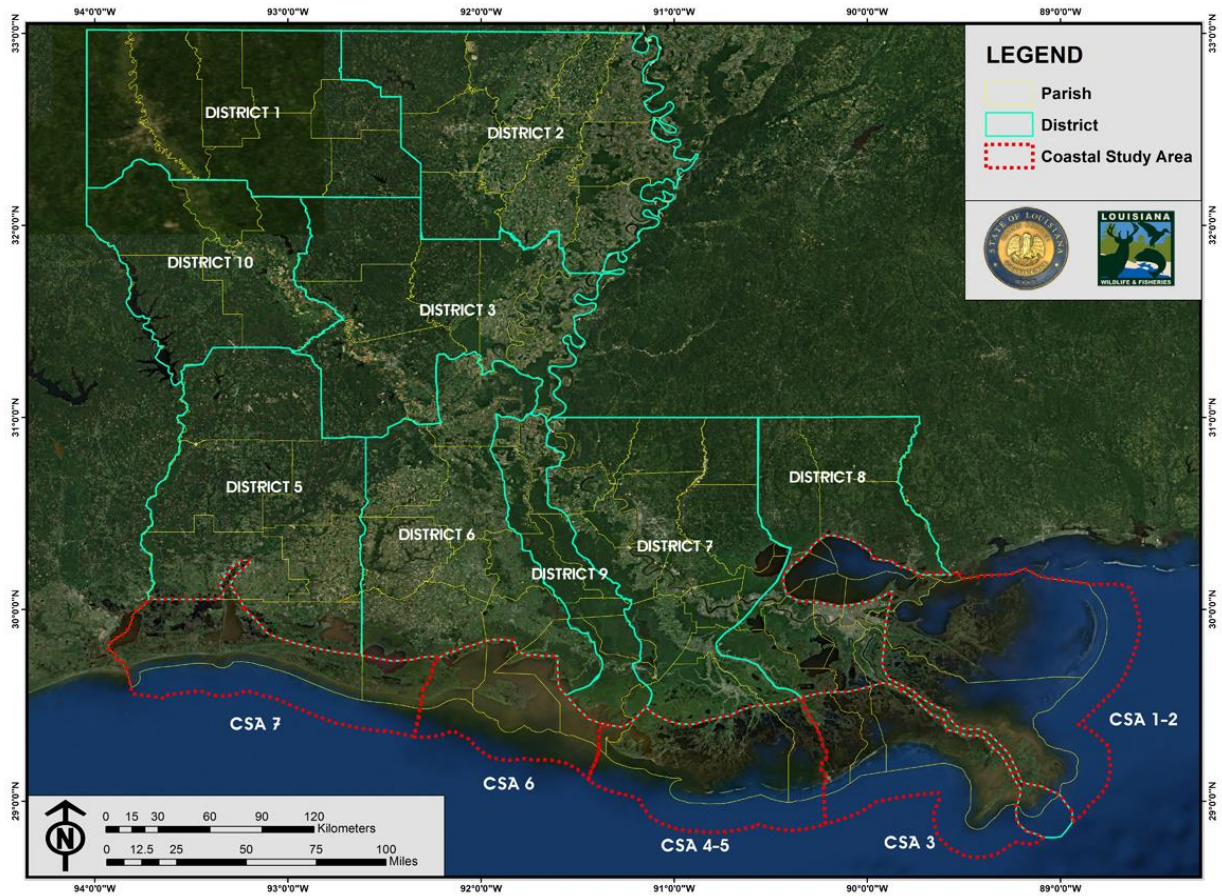 94°0'0"W 93°0'0"W 92°0'0"W 91°0'0"W 90°0'0"W 89°0'0"W
33°0'0"N 33°0'0"N
LEGEND
Parish
District
Coastal Study Area
STATE OF LOUISIANA
LOUISIANA
WILDLIFE & FISHERIES
DISTRICT 1
DISTRICT 2
32°0'0"N 32°0'0"N
DISTRICT 10
DISTRICT 3
31°0'0"N 31°0'0"N
DISTRICT 5
DISTRICT 8
DISTRICT 6
DISTRICT 7
DISTRICT 9
30°0'0"N 30°0'0"N
CSA 7
CSA 1-2
CSA 6
29°0'0"N 29°0'0"N
CSA 4-5
CSA 3
N
0 15 30 60 90 120
Kilometers
0 12.5 25 50 75 100
Miles
94°0'0"W 93°0'0"W 92°0'0"W 91°0'0"W 90°0'0"W 89°0'0"W